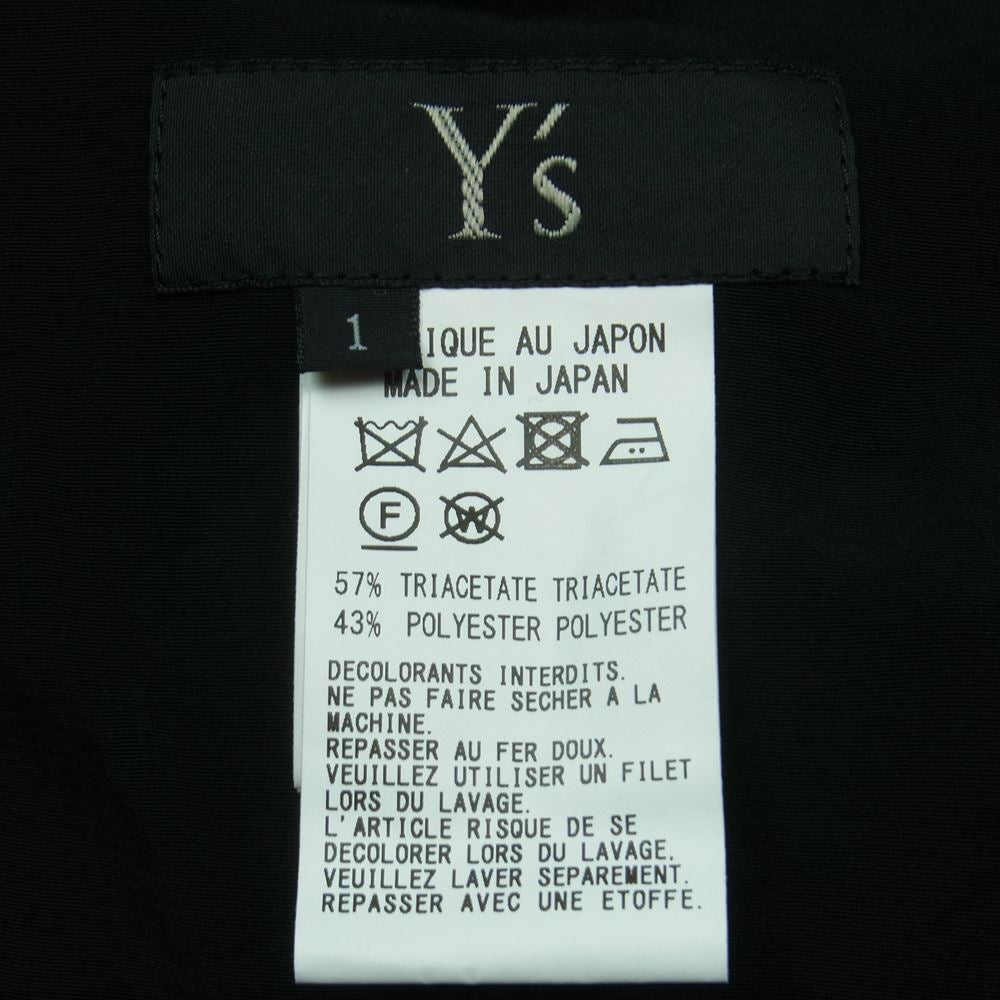 Y's
1
IQUE AU JAPON
MADE IN JAPAN
F W
57% TRIACETATE TRIACETATE
43% POLYESTER POLYESTER
DECOLORANTS INTERDITS.
NE PAS FAIRE SECHER A LA
MACHINE.
REPASSER AU FER DOUX.
VEUILLEZ UTILISER UN FILET
LORS DU LAVAGE.
L'ARTICLE RISQUE DE SE
DECOLORER LORS DU LAVAGE.
VEUILLEZ LAVER SEPAREMENT.
REPASSER AVEC UNE ETOFFE.